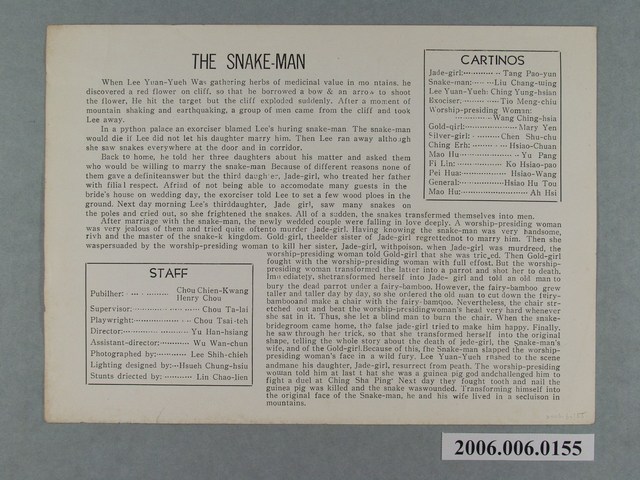 THE SNAKE-MAN
When Lee Yuan-Yueh Was gathering herbs of medicinal value in mo ntains, he
discovered a red flower on cliff, so that he borrowed a bow & an arrow to shoot
the flower. He hit the target but the cliff exploded suddenly. After a moment of
mountain shaking and earthquaking, a group of men came from the cliff and took
Lee away.
In a python palace an exorciser blamed Lee's huring snake-man. The snake-man
would die if Lee did not let his daughter marry him. Then Lee ran away although
she saw snakes everywhere at the door and in corridor.
Back to home, he told her three daughters about his matter and asked them
who would be willing to marry the snake-man Because of different reasons none of
them gave a definiteanswer but the third daughter, Jade-girl, who treated her father
with filial respect. Afriad of not being able to accomodate many guests in the
bride's house on wedding day, the exorciser told Lee to set a few wood ploes in the
ground. Next day morning Lee's thirddaughter, Jade girl, saw many snakes on
the poles and cried out, so she frightened the snakes. All of a sudden, the snakes transformed themselves into men.
After marriage with the snake-man, the newly wedded couple were falling in love deeply. A worship-presiding woman
was very jealous of them and tried quite oftento murder Jade-girl. Having knowing the snake-man was very handsome,
rivh and the master of the snake-k kingdom. Gold-girl, theelder sister of Jade-girl regrettednot to marry him. Then she
waspersuaded by the worship-presiding woman to kill her sister, Jade-girl, withpoison, when Jade-girl was murdreed, the
worship-presiding woman told Gold-girl that she was tric,ed. Then Gold-girl
fought with the worship-presiding woman with full effost. But the worship-
presiding woman transformed the latter into a parrot and shot her to death.
Immediately, shetransformed herself into Jade- girl and told an old man to
bury the dead parrot under a fairy-bamboo. However, the fairy-bamboo grew
taller and taller day by day, so she ordered the old man to cut down the fairy-
bambooand make a chair with the fairy-bamboo. Nevertheless, the chair str-
etched out and beat the worship-presidingwoman's head very hard whenever
she sat in it. Thus, she let a blind man to burn the chair. When the snake-
bridegroem came home, the false jade-girl tried to make him happy. Finally,
he saw through her trick, so that she transformed herself into the original
shape, telling the whole story about the death of jede-girl, the Snake-man's
wife, and of the Gold-girl.Because of this, the Snake-man slapped the worship-
presiding woman's face in a wild fury. Lee Yuan-Yueh rushed to the scene
andmane his daughter, Jade-girl, resurrect from peath. The worship-presiding
woman told him at last t hat she was a guinea pig godchallenged him to
fight a duel at Ching Sha Ping' Next day they fought tooth and nail the
guinea pig was killed and the snake waswounded. Transforming himself into
the original face of the Snake-man, he and his wife lived in a secluison in
mountains.
CARTINOS
Jade-girl: Tang Pao-yun
Snake-man: Liu Chang-ming
Lee Yuan-Yueh: Ching Yung-hsian
Exociser: Tio Meng-chiu
Worship-presiding Woman:
Wang Ching-hsia
Gold-girl: Mary Yen
Silver-girl: Chen Shu-chu
Ching Erh: Hsiao-Chuan
Mao Hu: Yu Pang
Fi Lin: Ko Hsiao-pao
Pei Hua: Hsiao-Wang
General: Hsiao Hu Tou
Mao Hu: Ah Hsi
STAFF
Pubilher: Chou Chien-Kwang
Henry Chou
Supervisor: Chou Ta-lai
Playwright: Chou Tsai-teh
Director: Yu Han-hsiang
Assistant-director: Wu Wan-chun
Photographed by: Lee Shih-chieh
Lighting designed by: Hsueh Chung-hsiu
Stunts driected by: Lin Chao-lien
2006.006.0155